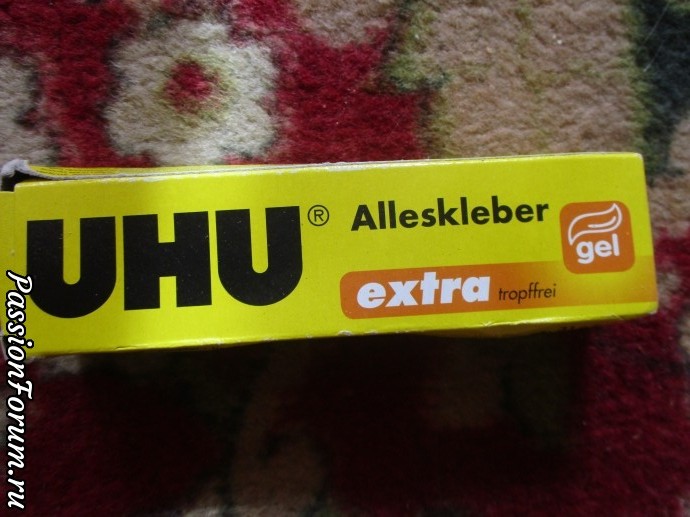 UHU® Alleskleber
extra tropffrei
gel
PassionForum.ru